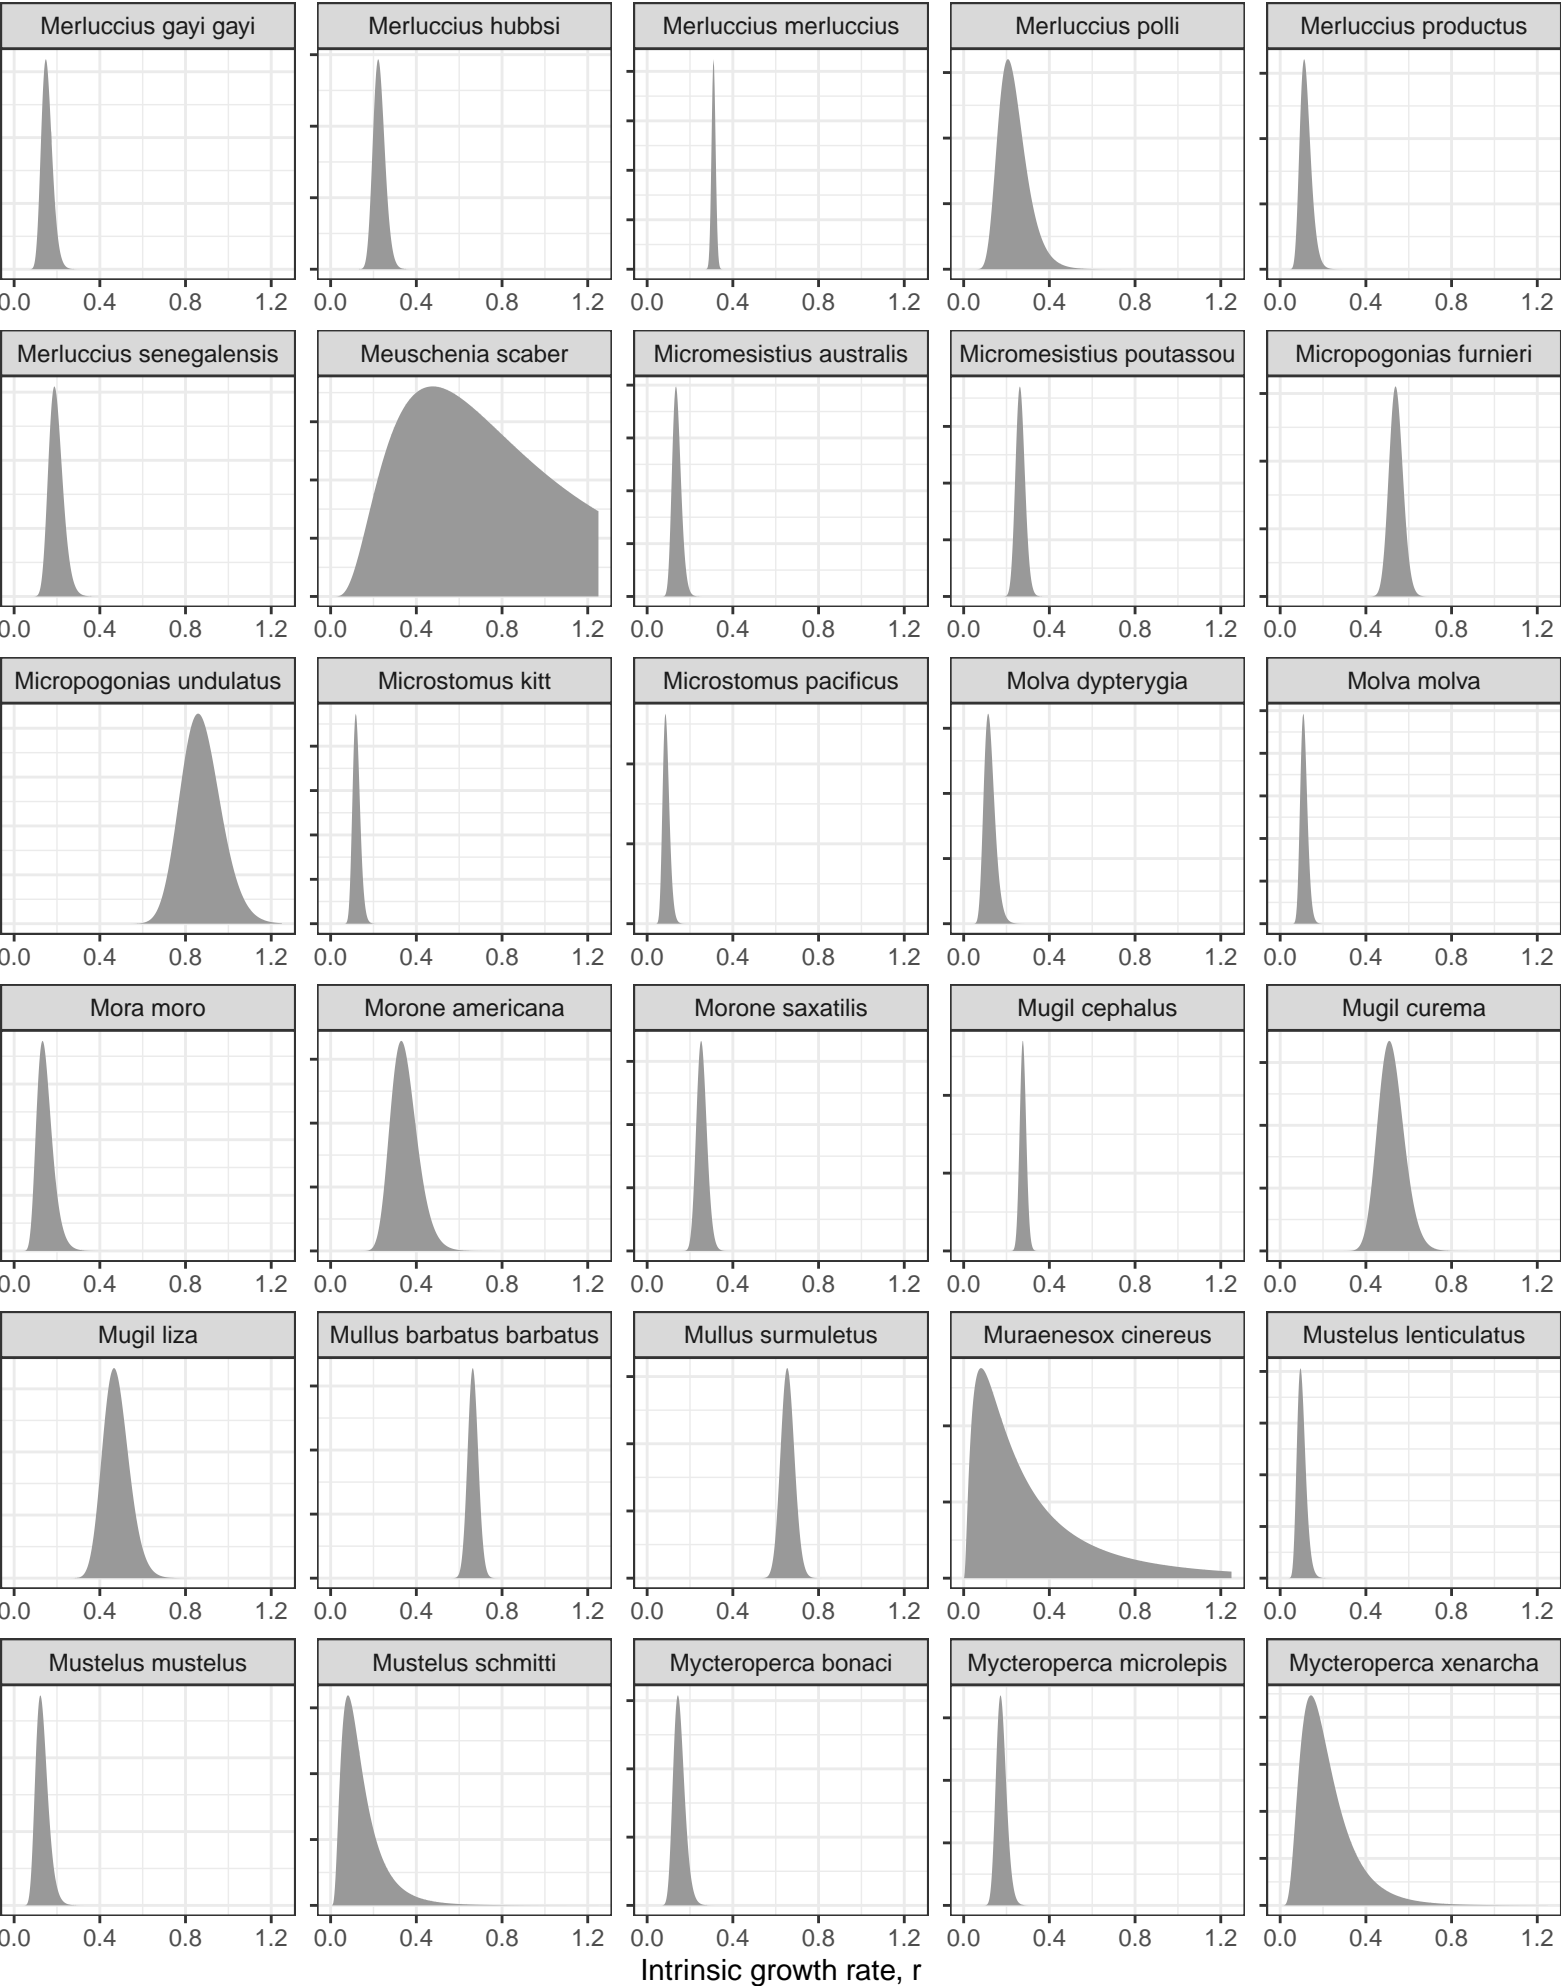 Merluccius gayi gayi Merluccius hubbsi Merluccius merluccius Merluccius polli Merluccius productus
0.0 0.4 0.8 1.2 0.0 0.4 0.8 1.2 0.0 0.4 0.8 1.2 0.0 0.4 0.8 1.2 0.0 0.4 0.8 1.2
Merluccius senegalensis Meuschenia scaber Micromesistius australis Micromesistius poutassou Micropogonias furnieri
0.0 0.4 0.8 1.2 0.0 0.4 0.8 1.2 0.0 0.4 0.8 1.2 0.0 0.4 0.8 1.2 0.0 0.4 0.8 1.2
Micropogonias undulatus Microstomus kitt Microstomus pacificus Molva dypterygia Molva molva
0.0 0.4 0.8 1.2 0.0 0.4 0.8 1.2 0.0 0.4 0.8 1.2 0.0 0.4 0.8 1.2 0.0 0.4 0.8 1.2
Mora moro Morone americana Morone saxatilis Mugil cephalus Mugil curema
0.0 0.4 0.8 1.2 0.0 0.4 0.8 1.2 0.0 0.4 0.8 1.2 0.0 0.4 0.8 1.2 0.0 0.4 0.8 1.2
Mugil liza Mullus barbatus barbatus Mullus surmuletus Muraenesox cinereus Mustelus lenticulatus
0.0 0.4 0.8 1.2 0.0 0.4 0.8 1.2 0.0 0.4 0.8 1.2 0.0 0.4 0.8 1.2 0.0 0.4 0.8 1.2
Mustelus mustelus Mustelus schmitti Mycteroperca bonaci Mycteroperca microlepis Mycteroperca xenarcha
0.0 0.4 0.8 1.2 0.0 0.4 0.8 1.2 0.0 0.4 0.8 1.2 0.0 0.4 0.8 1.2 0.0 0.4 0.8 1.2
Intrinsic growth rate, r